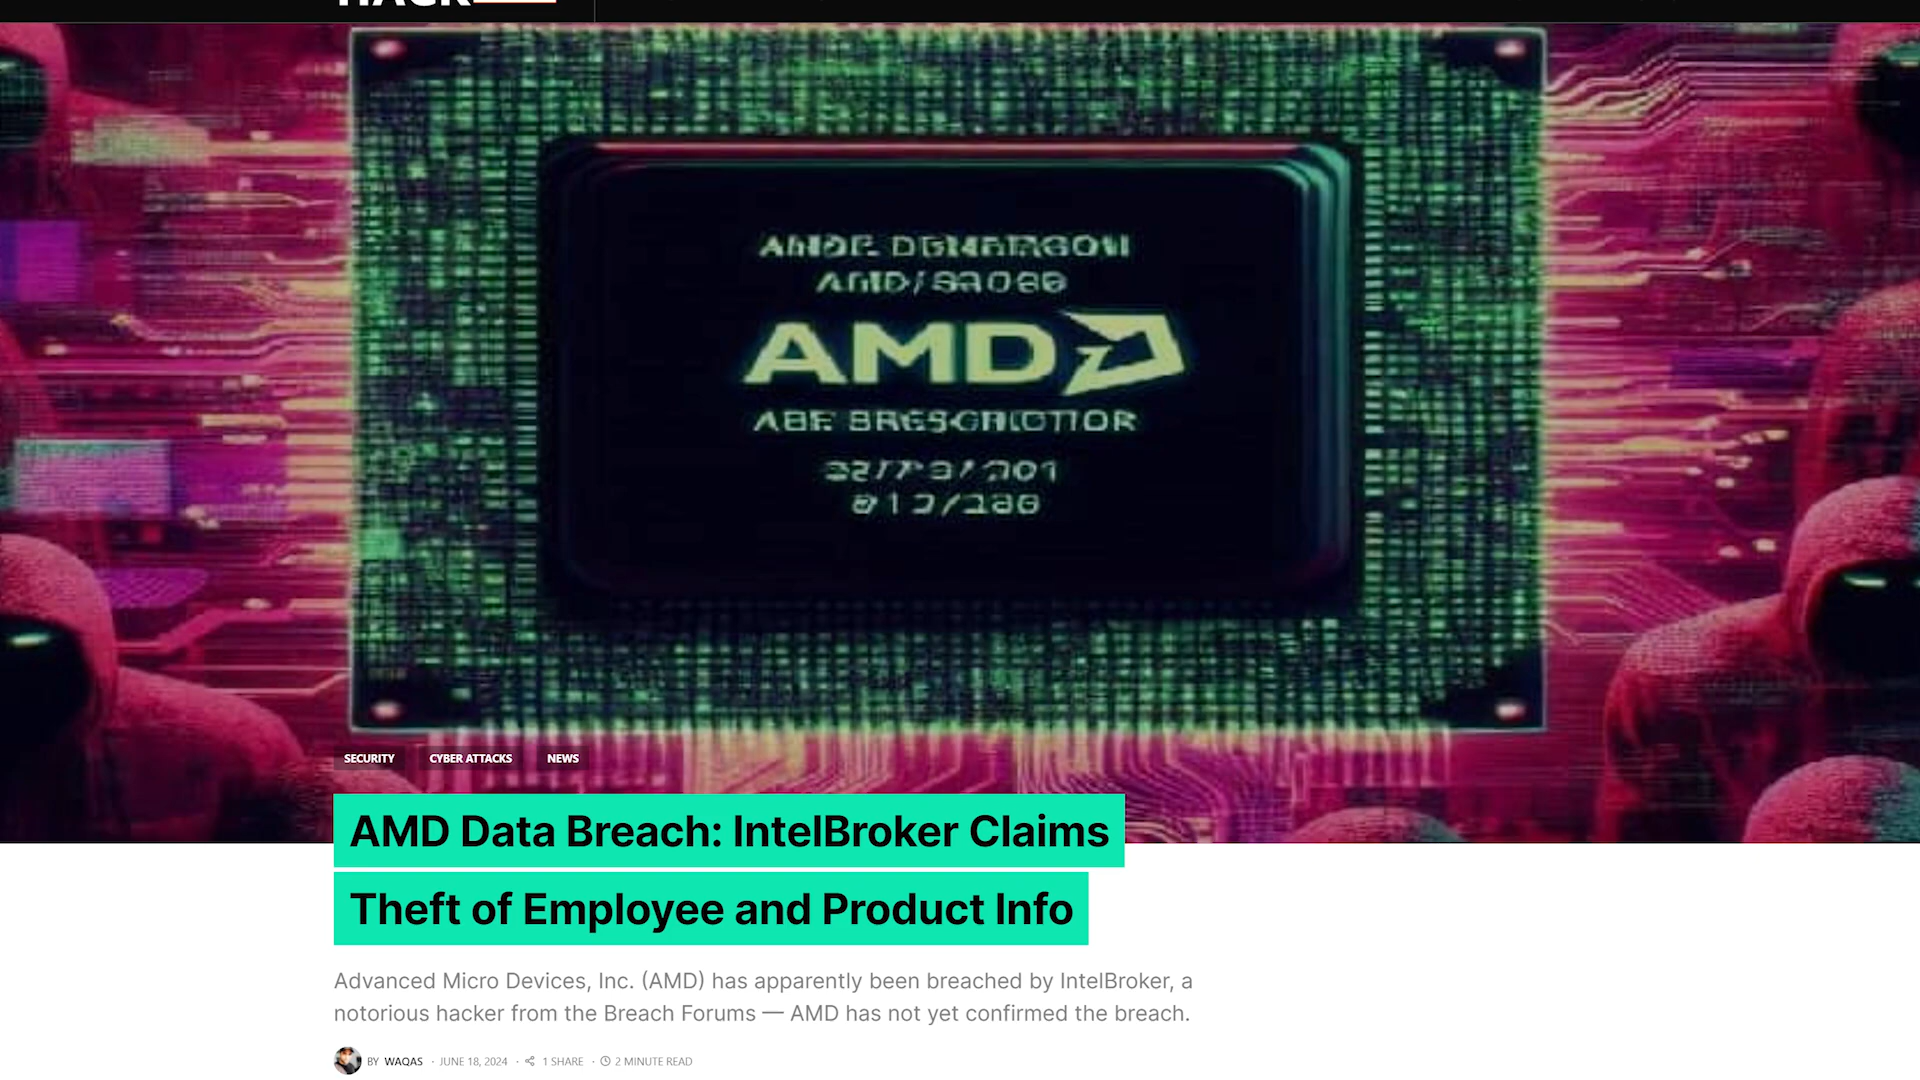 AMD
SECURITY CYBER ATTACKS NEWS
AMD Data Breach: IntelBroker Claims
Theft of Employee and Product Info
Advanced Micro Devices, Inc. (AMD) has apparently been breached by IntelBroker, a
notorious hacker from the Breach Forums — AMD has not yet confirmed the breach.
BY WAQAS · JUNE 18, 2024 · 1 SHARE · 2 MINUTE READ